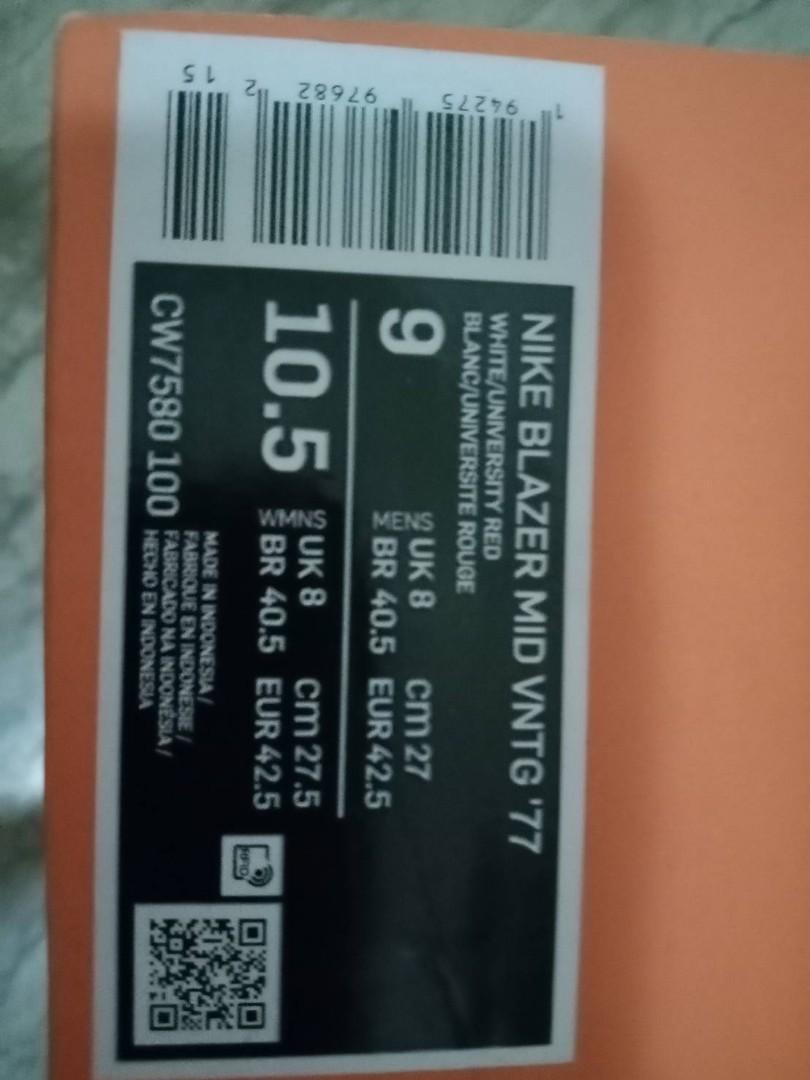 NIKE BLAZER MID VNTG '77
WHITE/UNIVERSITY RED
BLANC/UNIVERSITE ROUGE
9
MENS
UK 8 cm 27
BR 40.5 EUR 42.5
10.5
WMNS
UK 8 cm 27.5
BR 40.5 EUR 42.5
CW7580 100
MADE IN INDONESIA /
FABRIQUE EN INDONESIE /
FABRICADO NA INDONÉSIA /
HECHO EN INDONESIA
RFID
1 94275 97682 2 15